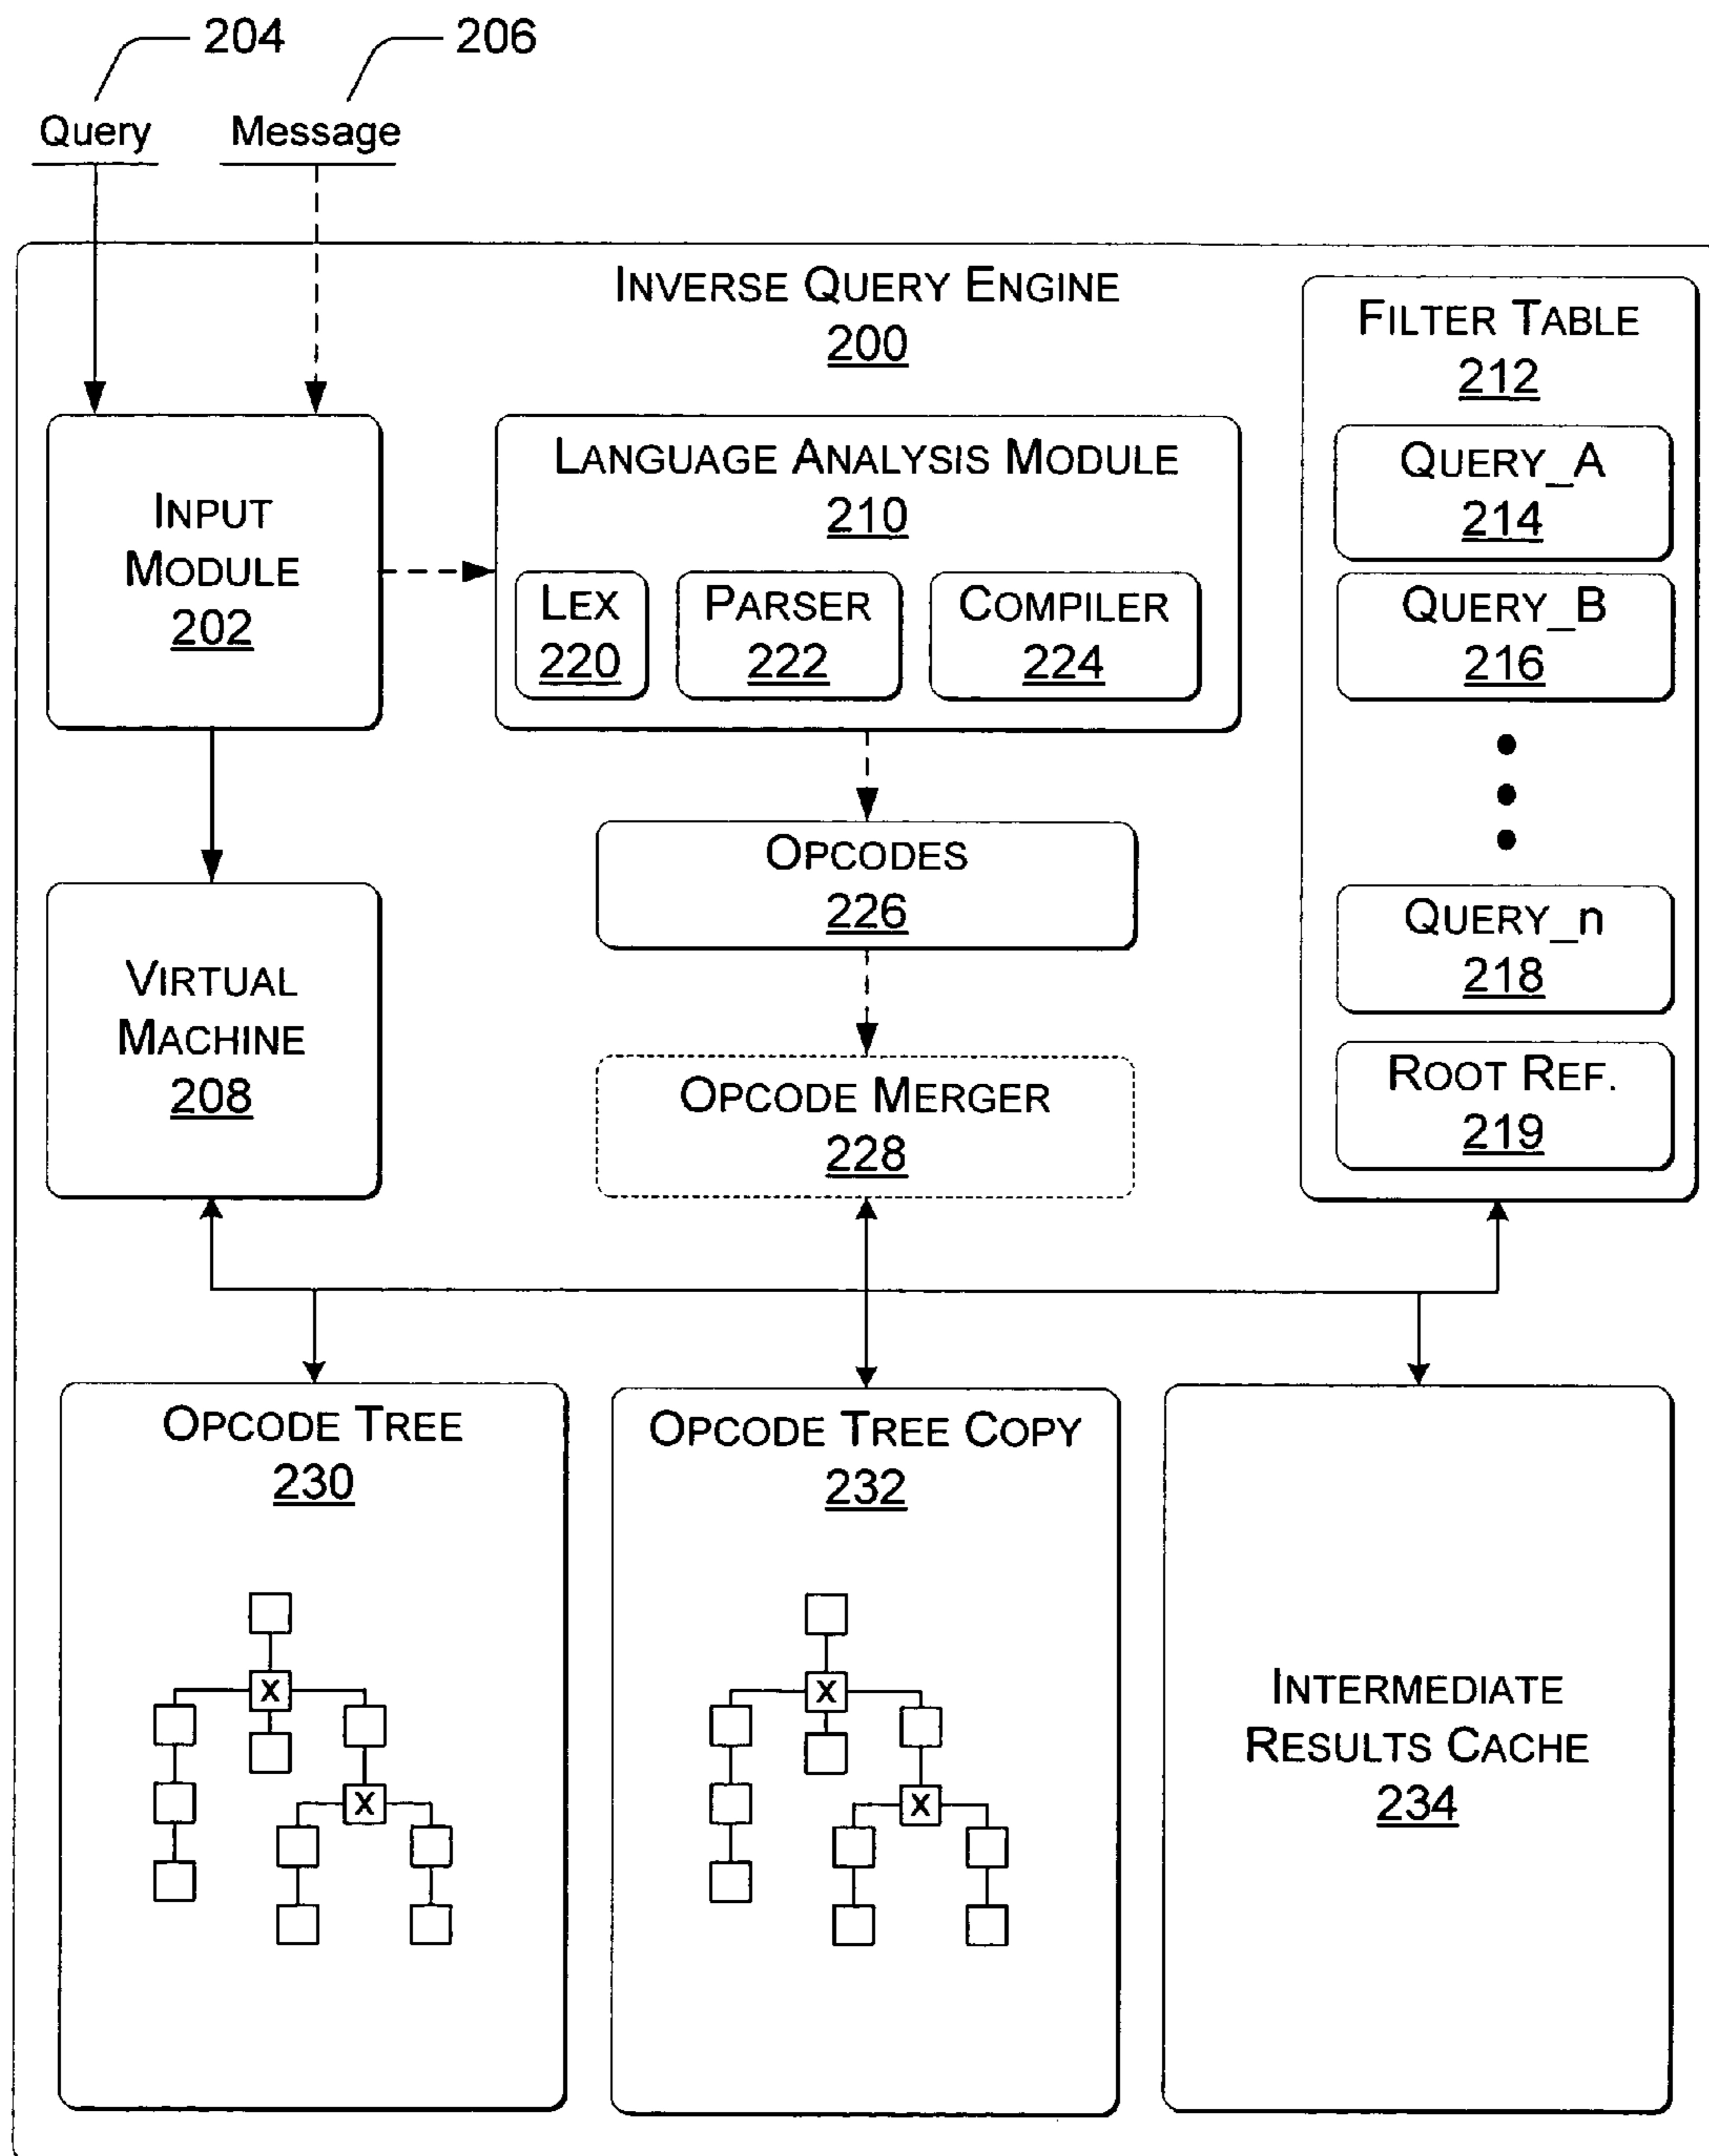 204
206
Query
Message
INVERSE QUERY ENGINE
200
FILTER TABLE
212
INPUT
MODULE
202
LANGUAGE ANALYSIS MODULE
210
LEX
220
PARSER
222
COMPILER
224
QUERY_A
214
QUERY_B
216
OPCODES
226
QUERY_n
218
VIRTUAL
MACHINE
208
OPCODE MERGER
228
ROOT REF.
219
OPCODE TREE
230
X
X
OPCODE TREE COPY
232
X
X
INTERMEDIATE
RESULTS CACHE
234